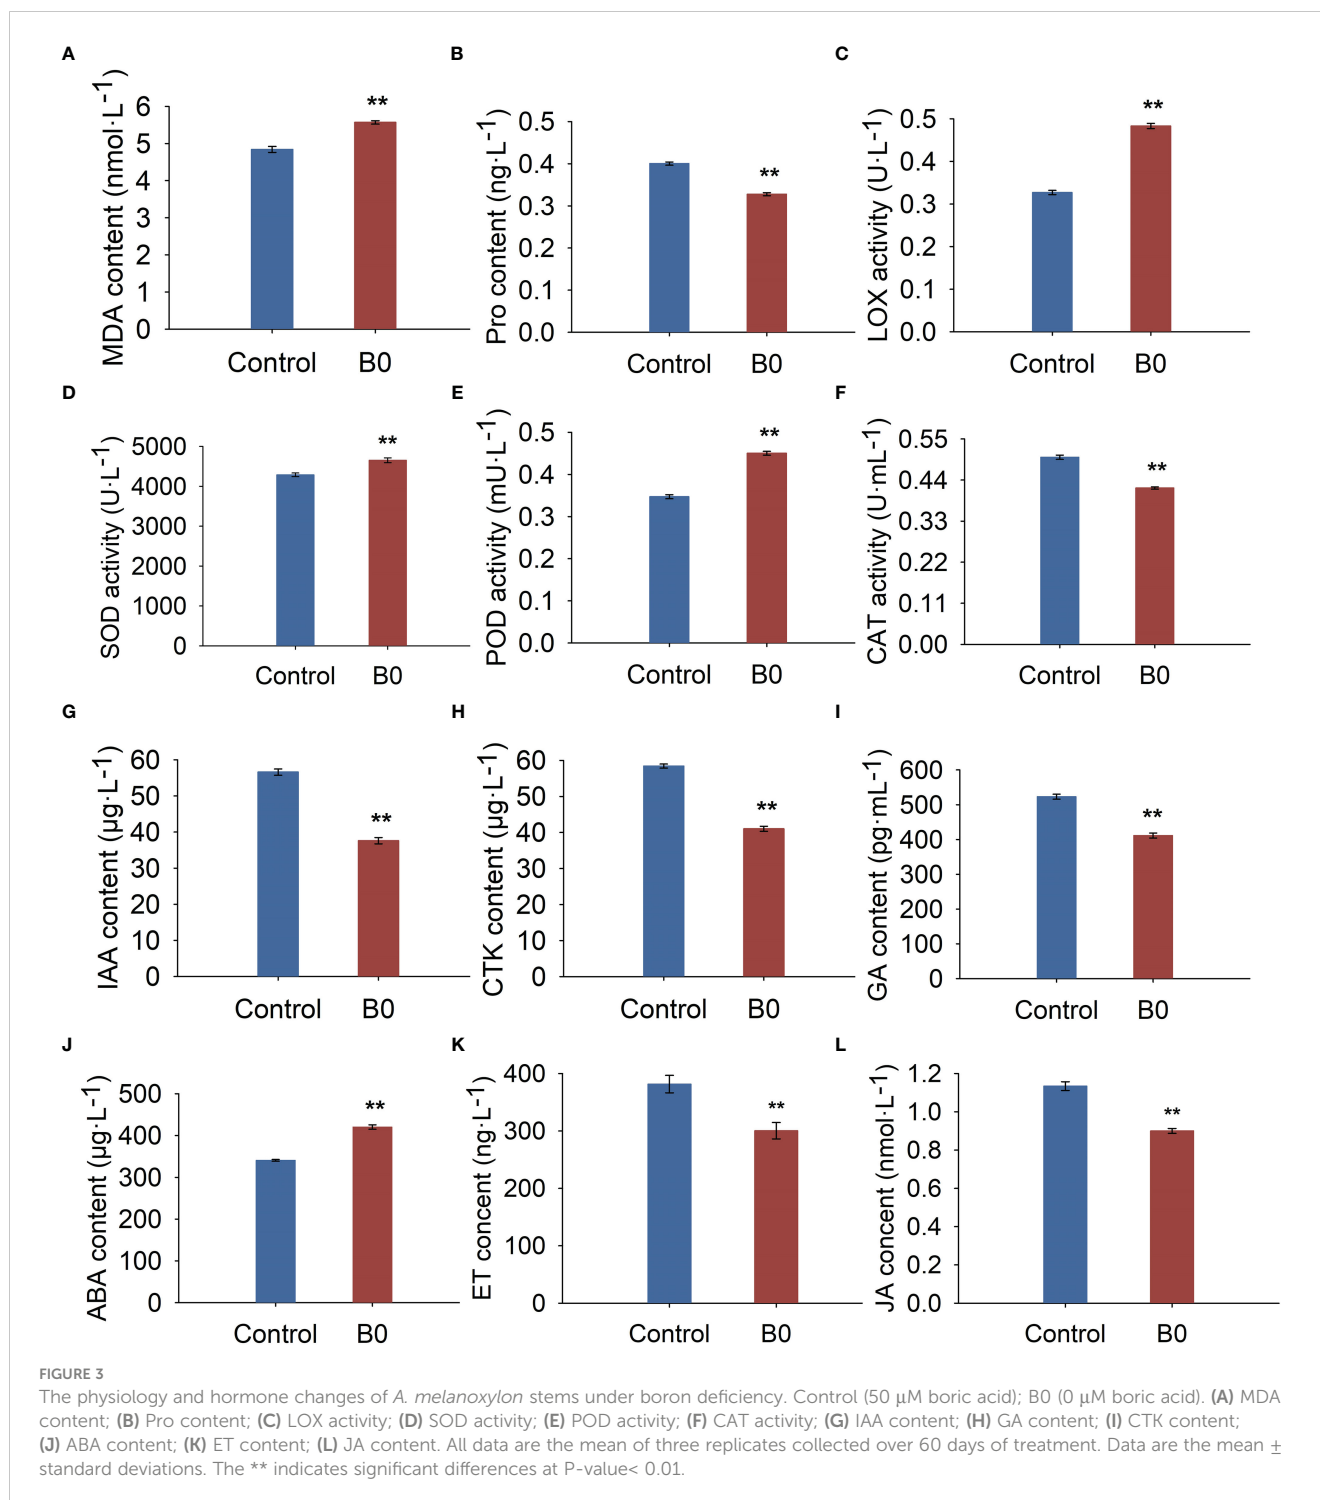 A
MDA content (nmol·L-1)
6
5
4
3
2
1
0
**
Control B0
B
Pro content (ng·L-1)
0.5
0.4
0.3
0.2
0.1
0.0
**
Control B0
C
LOX activity (U·L-1)
0.5
0.4
0.3
0.2
0.1
0.0
**
Control B0
D
SOD activity (U·L-1)
5000
4000
3000
2000
1000
0
**
Control B0
E
POD activity (mU·L-1)
0.5
0.4
0.3
0.2
0.1
0.0
**
Control B0
F
CAT activity (U·mL-1)
0.55
0.44
0.33
0.22
0.11
0.00
**
Control B0
G
IAA content (µg·L-1)
60
50
40
30
20
10
0
**
Control B0
H
CTK content (µg·L-1)
60
50
40
30
20
10
0
**
Control B0
I
GA content (pg·mL-1)
600
500
400
300
200
100
0
**
Control B0
J
ABA content (µg·L-1)
500
400
300
200
100
0
**
Control B0
K
ET concent (ng·L-1)
400
300
200
100
0
**
Control B0
L
JA concent (nmol·L-1)
1.2
1.0
0.8
0.6
0.4
0.2
0.0
**
Control B0
FIGURE 3
The physiology and hormone changes of A. melanoxylon stems under boron deficiency. Control (50 µM boric acid); B0 (0 µM boric acid). (A) MDA
content; (B) Pro content; (C) LOX activity; (D) SOD activity; (E) POD activity; (F) CAT activity; (G) IAA content; (H) GA content; (I) CTK content;
(J) ABA content; (K) ET content; (L) JA content. All data are the mean of three replicates collected over 60 days of treatment. Data are the mean ±
standard deviations. The ** indicates significant differences at P-value< 0.01.